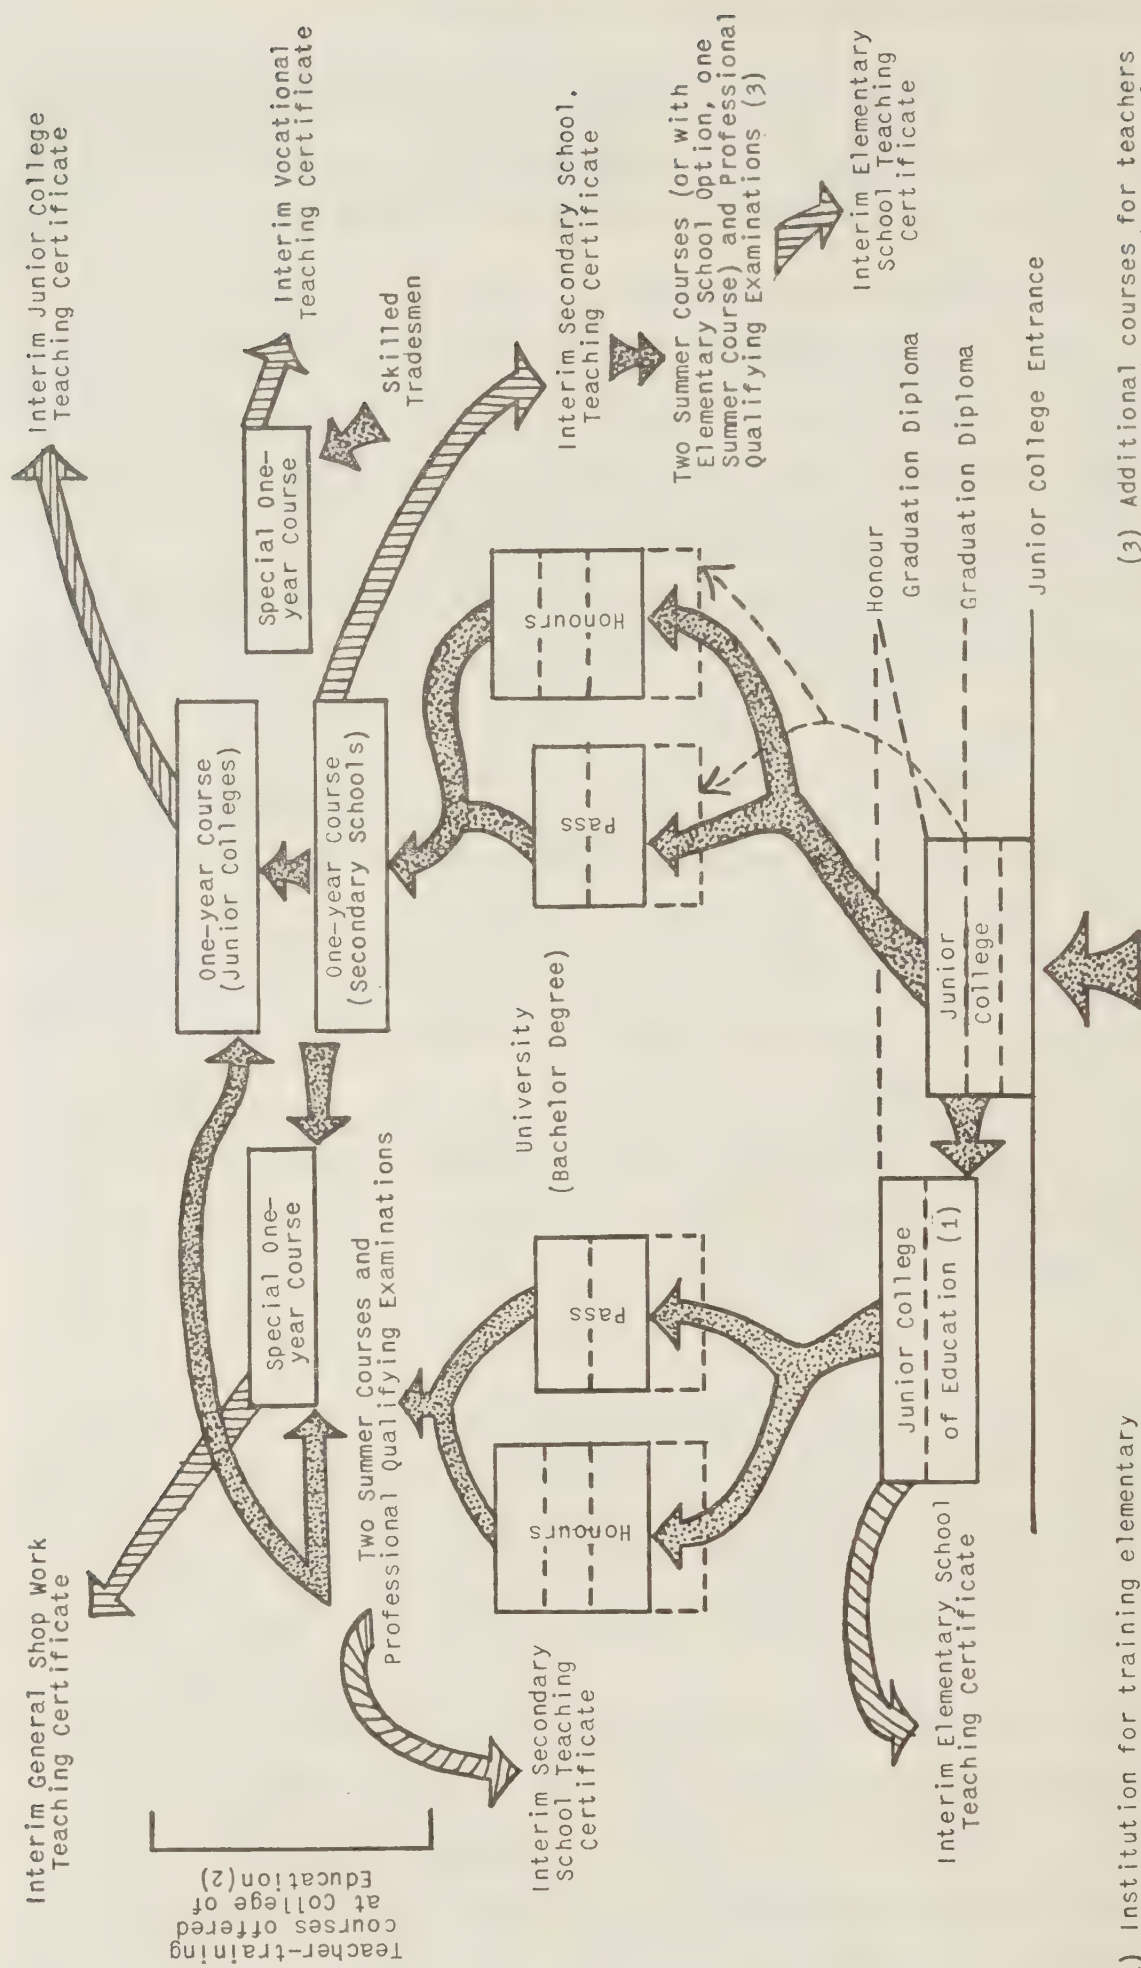 Interim General Shop Work
Teaching Certificate
Interim Junior College
Teaching Certificate
Teacher-training
courses offered
at College of
Education(2)
One-year Course
(Junior Colleges)
Special One-
year Course
Special One-
year Course
Interim Vocational
Teaching Certificate
Skilled
Tradesmen
One-year Course
(Secondary Schools)
Two Summer Courses and
Professional Qualifying Examinations
Interim Secondary
School Teaching
Certificate
University
(Bachelor Degree)
Interim Secondary School.
Teaching Certificate
Honours
Pass
Pass
Honours
Two Summer Courses (or with
Elementary School Option, one
Summer Course) and Professional
Qualifying Examinations (3)
Interim Elementary
School Teaching
Certificate
Interim Elementary School
Teaching Certificate
Junior College
of Education (1)
Junior
College
Honour
Graduation Diploma
Graduation Diploma
Junior College Entrance
) Institution for training elementary
(3) Additional courses for teachers